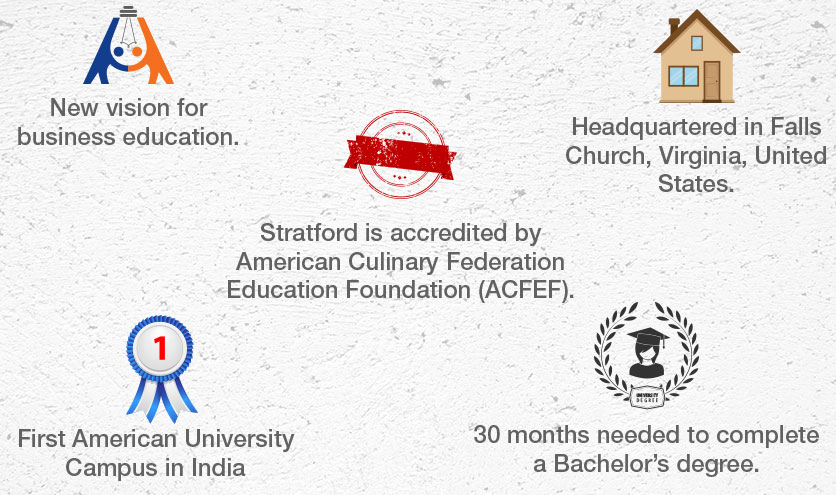 New vision for
business education.
Headquartered in Falls
Church, Virginia, United
States.
Stratford is accredited by
American Culinary Federation
Education Foundation (ACFEF).
1
First American University
Campus in India
UNIVERSITY
DEGREE
30 months needed to complete
a Bachelor's degree.